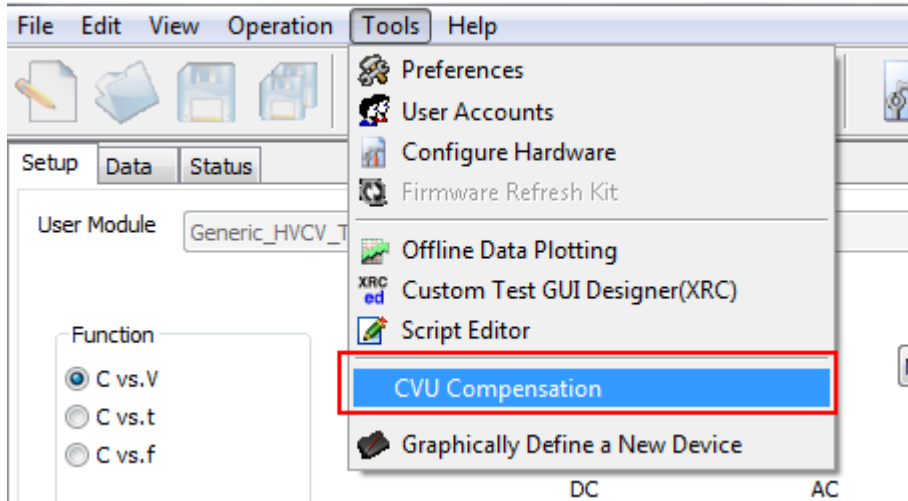 File Edit View Operation Tools Help
Preferences
User Accounts
Configure Hardware
Firmware Refresh Kit
Offline Data Plotting
XRC
ed
Custom Test GUI Designer(XRC)
Script Editor
CVU Compensation
Graphically Define a New Device
Setup Data Status
User Module Generic_HVCV_T
Function
C vs.V
C vs.t
C vs.f
DC AC